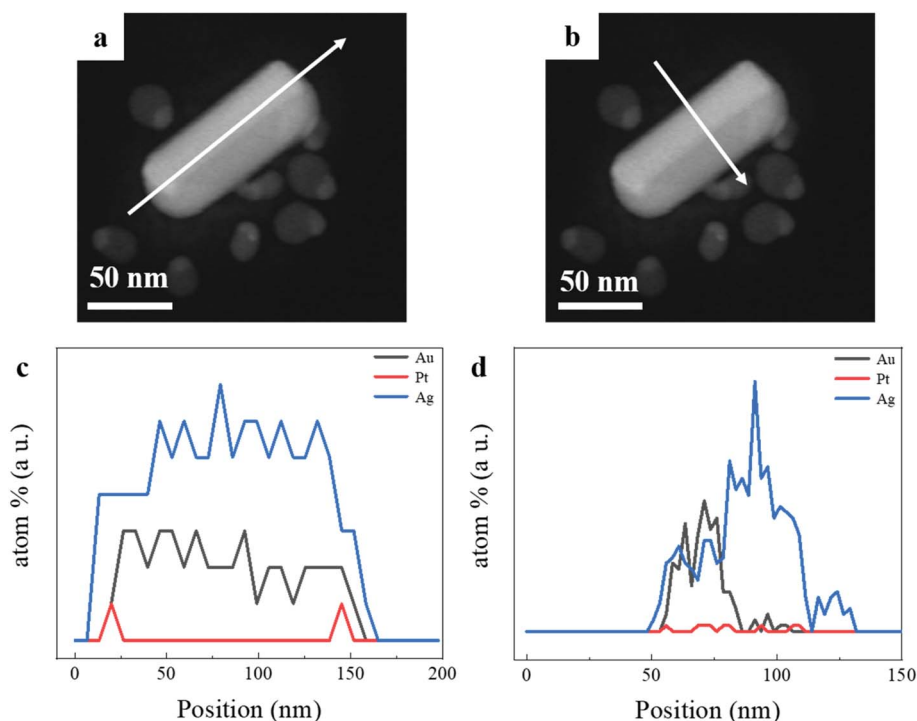 a
b
50 nm
50 nm
c
Au
Pt
Ag
atom % (a u.)
0
50
100
150
200
Position (nm)
d
Au
Pt
Ag
atom % (a u.)
0
50
100
150
Position (nm)